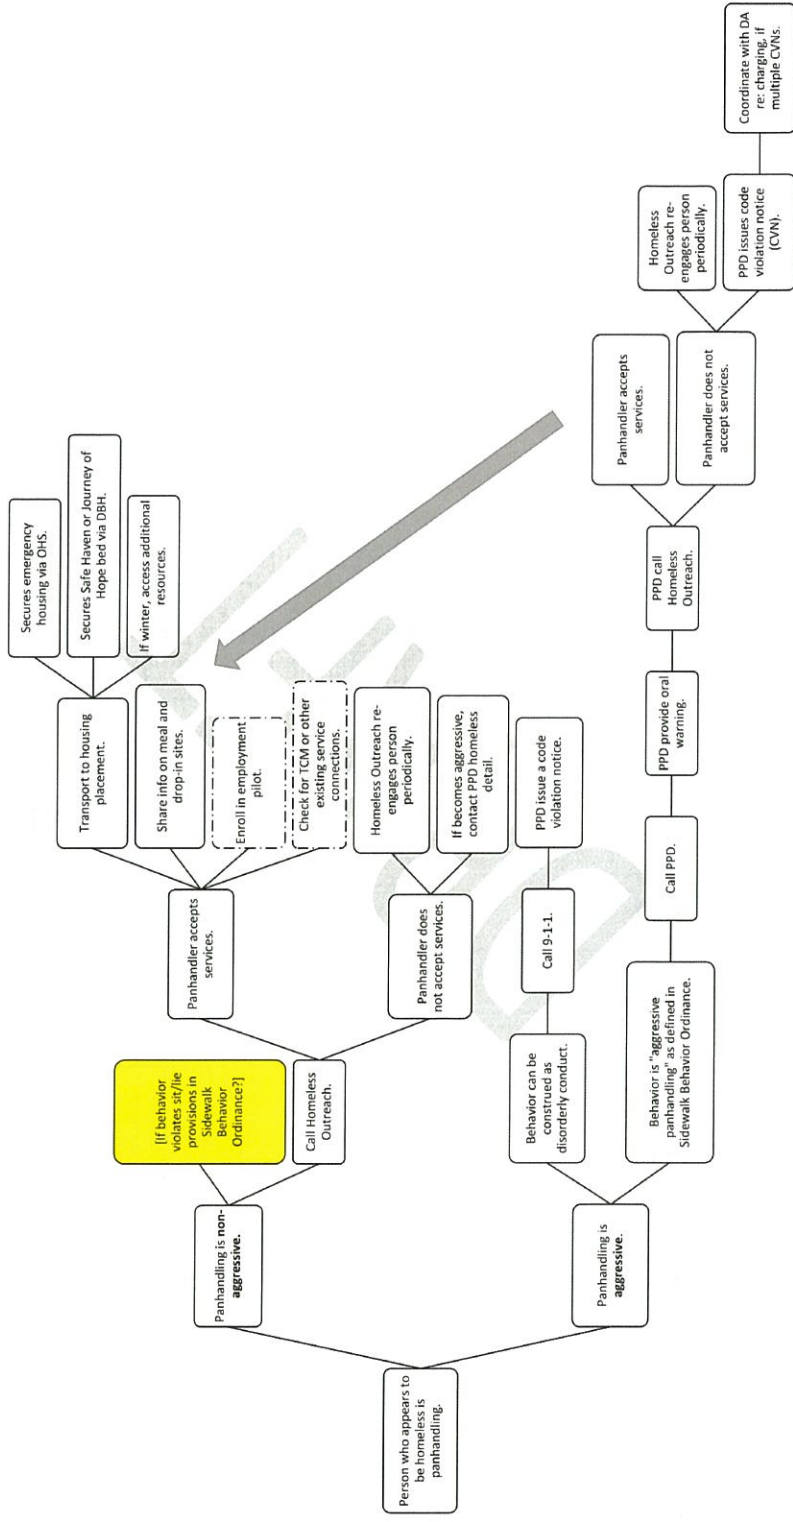 Person who appears to
be homeless is
panhandling.
Panhandling is non-
aggressive.
[If behavior
violates sit/lie
provisions in
Sidewalk
Behavior
Ordinance?]
Call Homeless
Outreach.
Panhandler accepts
services.
Transport to housing
placement.
Secures emergency
housing via OHS.
Secures Safe Haven or Journey of
Hope bed via DBH.
If winter, access additional
resources.
Share info on meal and
drop-in sites.
Enroll in employment
pilot.
Check for TCM or other
existing service
connections.
Panhandler does
not accept services.
Homeless Outreach re-
engages person
periodically.
If becomes aggressive,
contact PPD homeless
detail.
Panhandling is
aggressive.
Behavior can be
construed as
disorderly conduct.
Call 9-1-1.
PPD issue a code
violation notice.
Behavior is "aggressive
panhandling" as defined in
Sidewalk Behavior Ordinance.
Call PPD.
PPD provide oral
warning.
PPD call
Homeless
Outreach.
Panhandler accepts
services.
Panhandler does not
accept services.
Homeless
Outreach re-
engages person
periodically.
PPD issues code
violation notice
(CVN).
Coordinate with DA
re: charging, if
multiple CVNs.